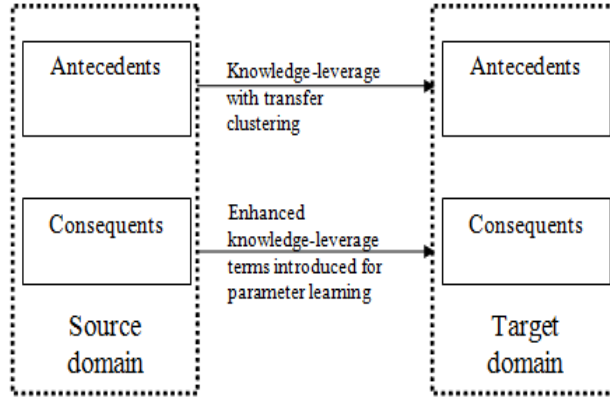 Antecedents
Knowledge-leverage
with transfer
clustering
Antecedents
Consequents
Enhanced
knowledge-leverage
terms introduced for
parameter learning
Consequents
Source
domain
Target
domain